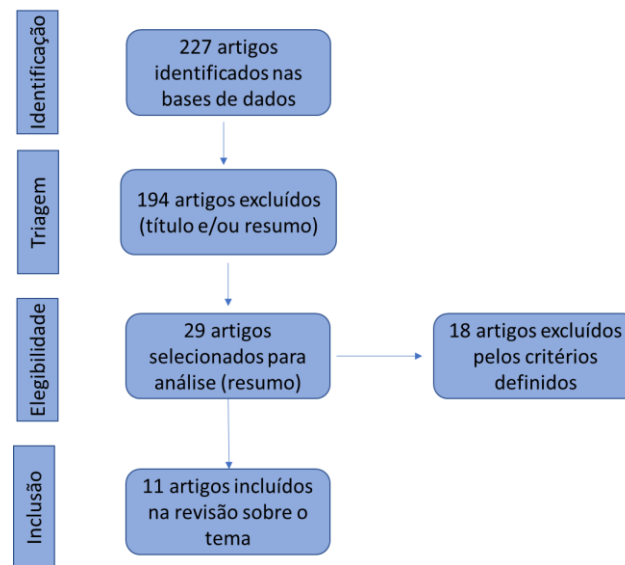 Identificação
227 artigos
identificados nas
bases de dados
Triagem
194 artigos excluídos
(título e/ou resumo)
Elegibilidade
29 artigos
selecionados para
análise (resumo)
18 artigos excluídos
pelos critérios
definidos
Inclusão
11 artigos incluídos
na revisão sobre o
tema